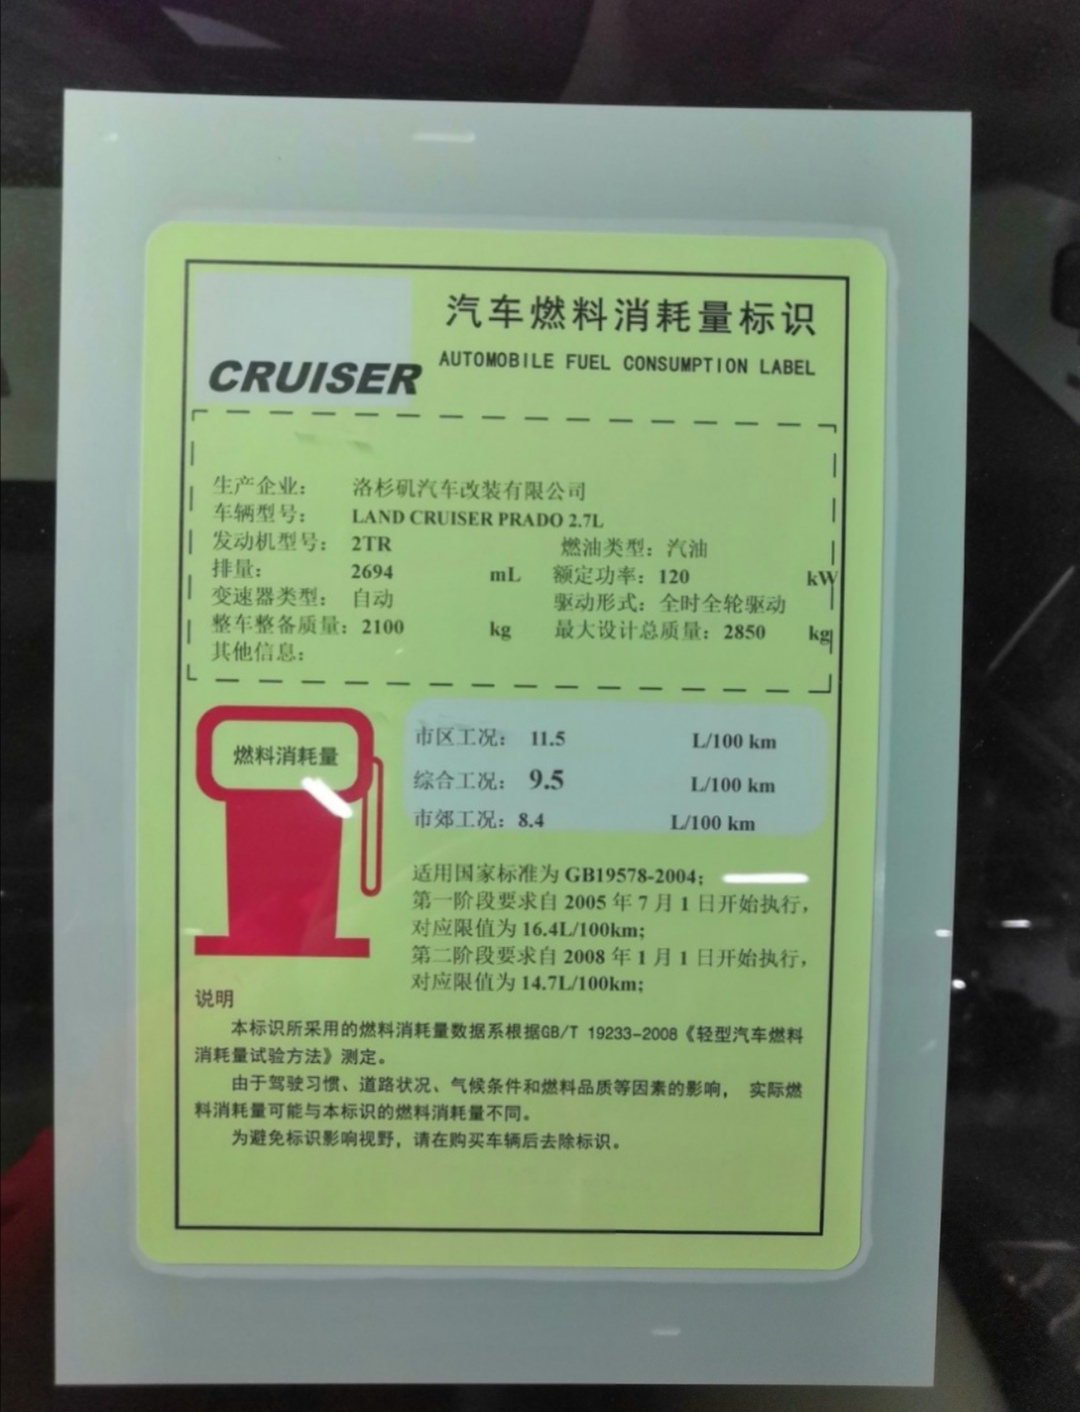 汽车燃料消耗量标识
AUTOMOBILE FUEL CONSUMPTION LABEL
CRUISER
生产企业： 洛杉矶汽车改装有限公司
车辆型号： LAND CRUISER PRADO 2.7L
发动机型号： 2TR 燃油类型：汽油
排量： 2694 mL 额定功率：120 kW
变速器类型： 自动 驱动形式：全时全轮驱动
整车整备质量：2100 kg 最大设计总质量：2850 kg
其他信息：
燃料消耗量
市区工况： 11.5 L/100 km
综合工况： 9.5 L/100 km
市郊工况：8.4 L/100 km
适用国家标准为 GB19578-2004；
第一阶段要求自 2005 年 7 月 1 日开始执行，
对应限值为 16.4L/100km;
第二阶段要求自 2008 年 1 月 1 日开始执行，
对应限值为 14.7L/100km;
说明
本标识所采用的燃料消耗量数据系根据GB/T 19233-2008《轻型汽车燃料
消耗量试验方法》测定。
由于驾驶习惯、道路状况、气候条件和燃料品质等因素的影响， 实际燃
料消耗量可能与本标识的燃料消耗量不同。
为避免标识影响视野，请在购买车辆后去除标识。